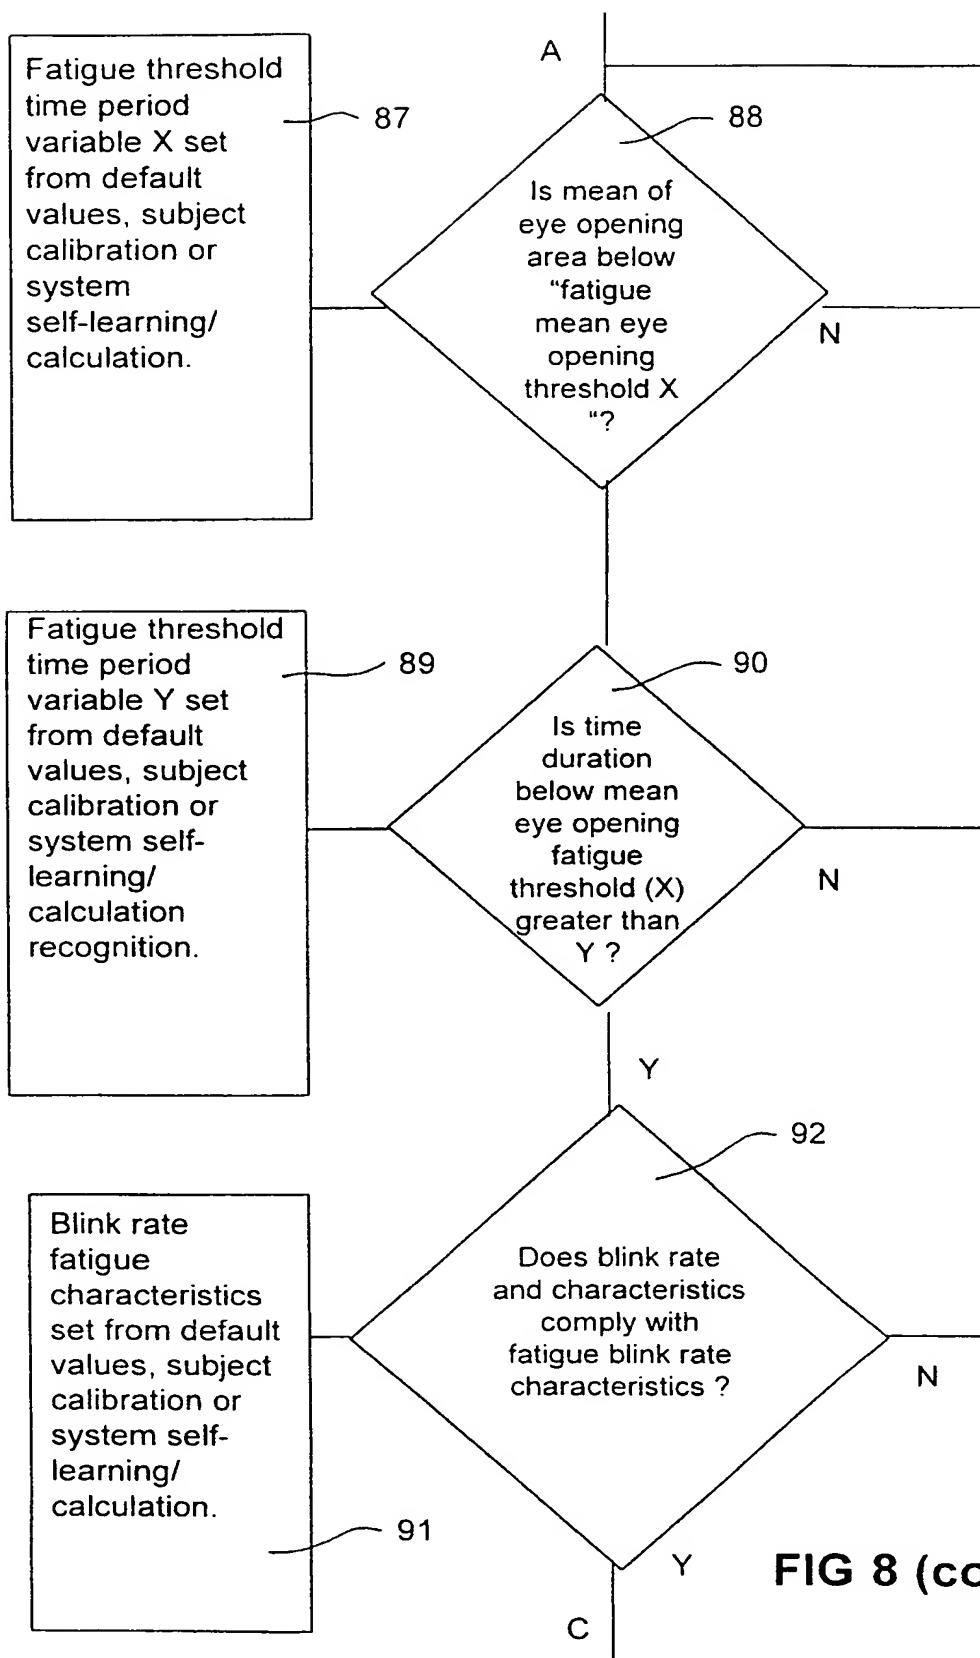 A
Fatigue threshold
time period
variable X set
from default
values, subject
calibration or
system
self-learning/
calculation.
87
88
Is mean of
eye opening
area below
“fatigue
mean eye
opening
threshold X
“?
N
Fatigue threshold
time period
variable Y set
from default
values, subject
calibration or
system self-
learning/
calculation
recognition.
89
90
Is time
duration
below mean
eye opening
fatigue
threshold (X)
greater than
Y ?
N
Y
92
Blink rate
fatigue
characteristics
set from default
values, subject
calibration or
system self-
learning/
calculation.
91
Does blink rate
and characteristics
comply with
fatigue blink rate
characteristics ?
N
Y
C
FIG 8 (co